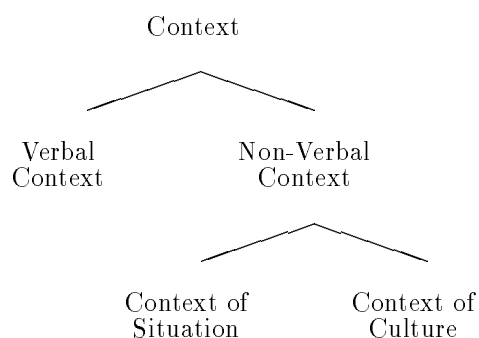 Context
Verbal
Context
Non-Verbal
Context
Context of
Situation
Context of
Culture